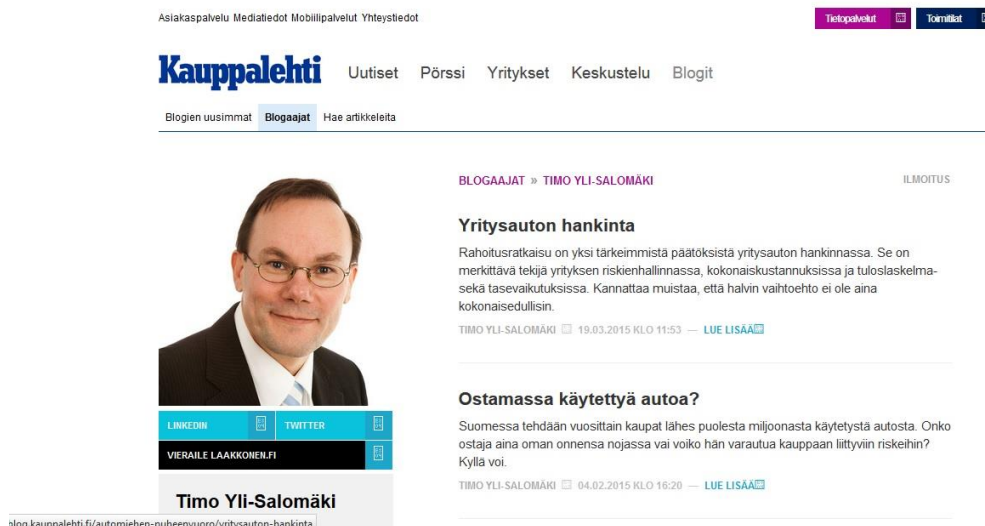 Asiakaspalvelu Mediatiedot Mobiilipalvelut Yhteystiedot
Tietopalvelut
Toimitilat
Kauppalehti
Uutiset Pörssi Yritykset Keskustelu Blogit
Blogien uusimmat Blogaajat Hae artikkeleita
BLOGAAJAT » TIMO YLI-SALOMÄKI
ILMOITUS
Yritysauton hankinta
Rahoitusratkaisu on yksi tärkeimmistä päätöksistä yritysauton hankinnassa. Se on
merkittävä tekijä yrityksen riskienhallinnassa, kokonaiskustannuksissa ja tuloslaskelma-
sekä tasevaikutuksissa. Kannattaa muistaa, että halvin vaihtoehto ei ole aina
kokonaisedullisin.
TIMO YLI-SALOMÄKI 19.03.2015 KLO 11:53 — LUE LISÄÄ
Ostamassa käytettyä autoa?
Suomessa tehdään vuosittain kaupat lähes puolesta miljoonasta käytetystä autosta. Onko
ostaja aina oman onnensa nojassa vai voiko hän varautua kauppaan liittyviin riskeihin?
Kyllä voi.
TIMO YLI-SALOMÄKI 04.02.2015 KLO 16:20 — LUE LISÄÄ
LINKEDIN
TWITTER
VIERAILE LAAKKONEN.FI
Timo Yli-Salomäki
blog.kauppalehti.fi/automiehen-puheenvuoro/yritysauton-hankinta